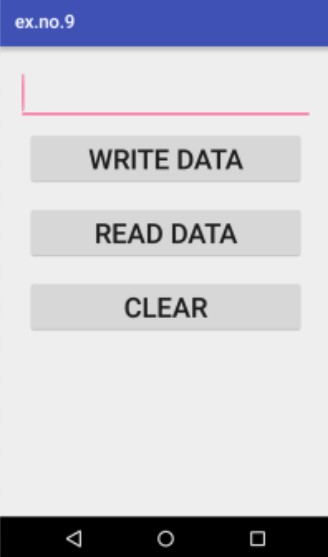 ex.no.9
WRITE DATA
READ DATA
CLEAR